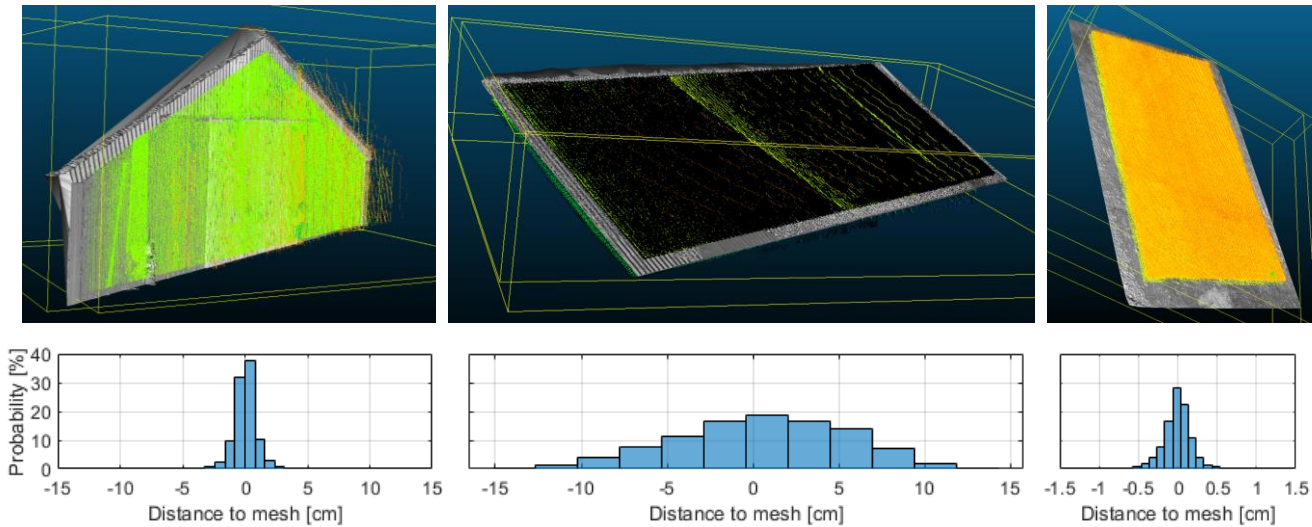 Probability [%]
40
30
20
10
0
-15 -10 -5 0 5 10 15
Distance to mesh [cm]
-15 -10 -5 0 5 10 15
Distance to mesh [cm]
-1.5 -1 -0.5 0 0.5 1 1.5
Distance to mesh [cm]